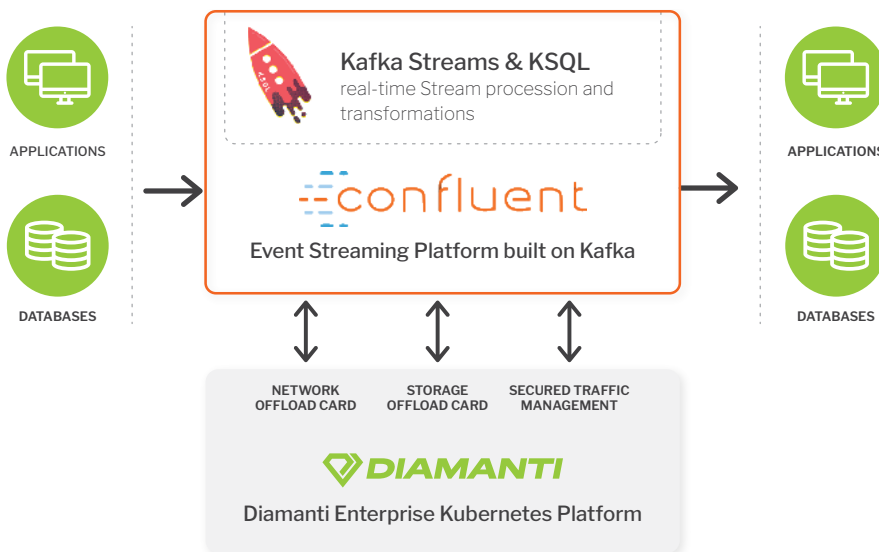 Kafka Streams & KSQL
real-time Stream procession and
transformations
KSQL
APPLICATIONS
DATABASES
confluent
Event Streaming Platform built on Kafka
APPLICATIONS
DATABASES
NETWORK
OFFLOAD CARD
STORAGE
OFFLOAD CARD
SECURED TRAFFIC
MANAGEMENT
DIAMANTI
Diamanti Enterprise Kubernetes Platform